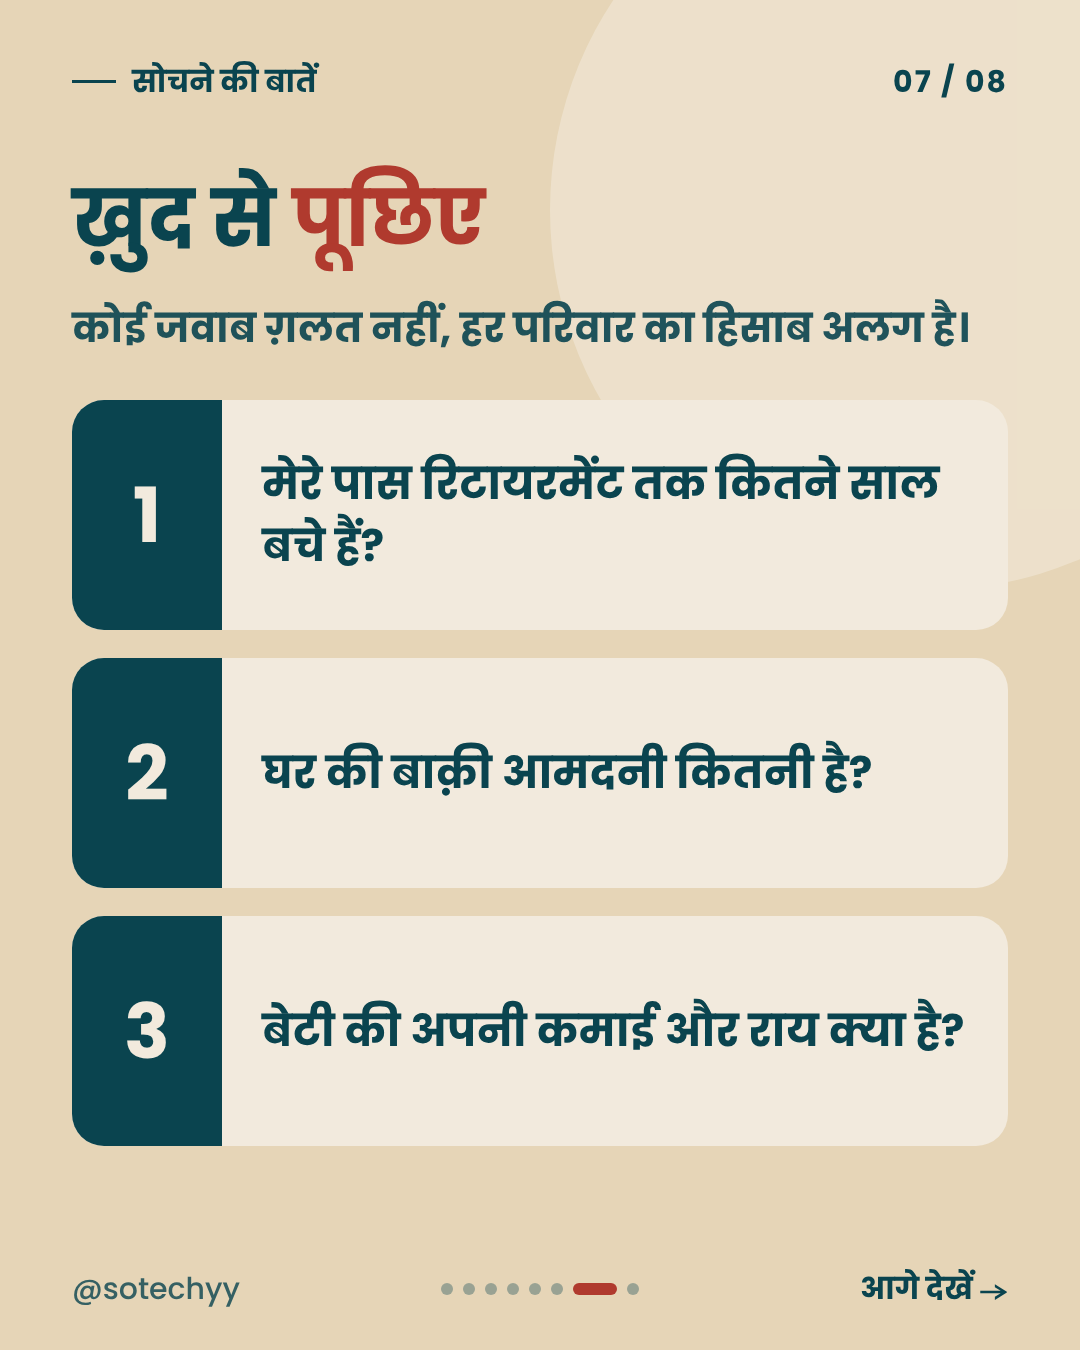 सोचने की बातें
07 / 08
ख़ुद से पूछिए
कोई जवाब ग़लत नहीं, हर परिवार का हिसाब अलग है।
1
मेरे पास रिटायरमेंट तक कितने साल
बचे हैं?
2
घर की बाक़ी आमदनी कितनी है?
3
बेटी की अपनी कमाई और राय क्या है?
@sotechyy
आगे देखें →